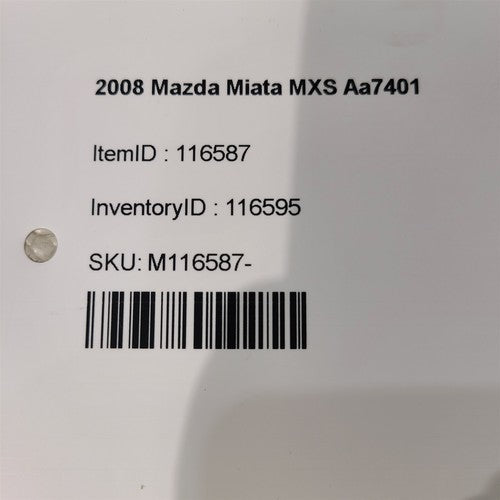 2008 Mazda Miata MXS Aa7401
ItemID : 116587
InventoryID : 116595
SKU: M116587-